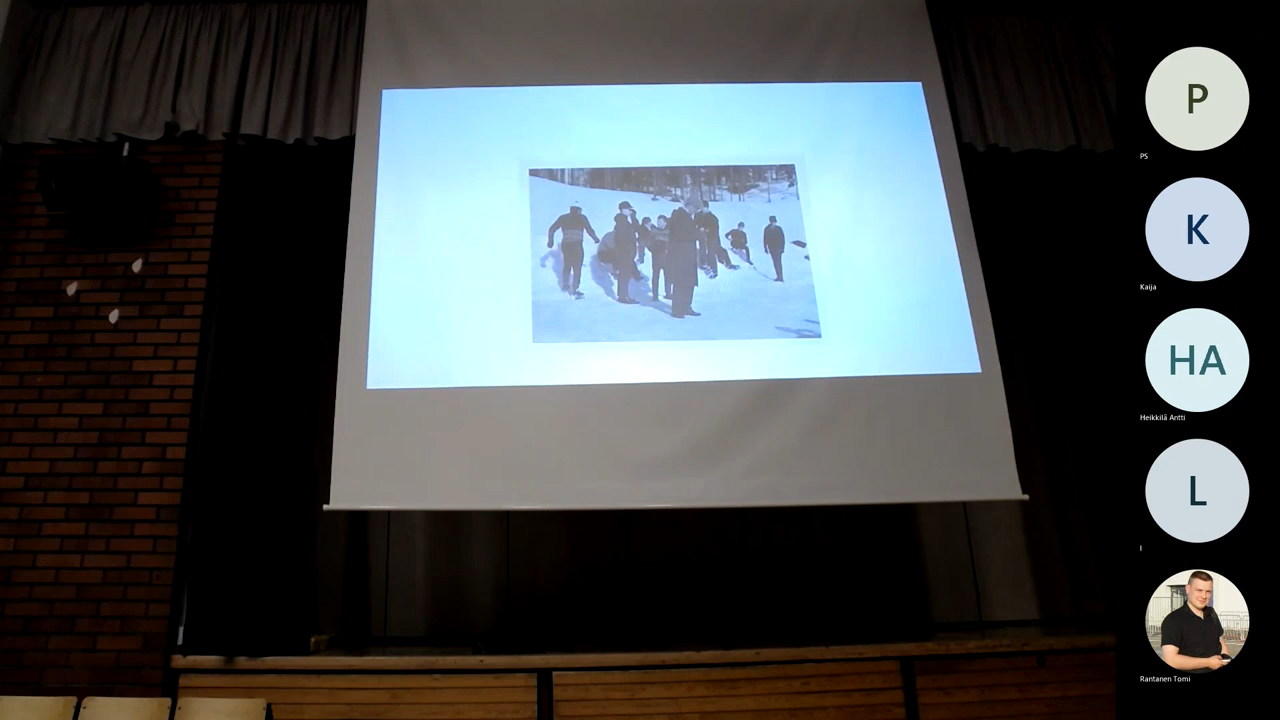 P
PS
K
Kaija
HA
Heikkilä Antti
L
l
Rantanen Tomi